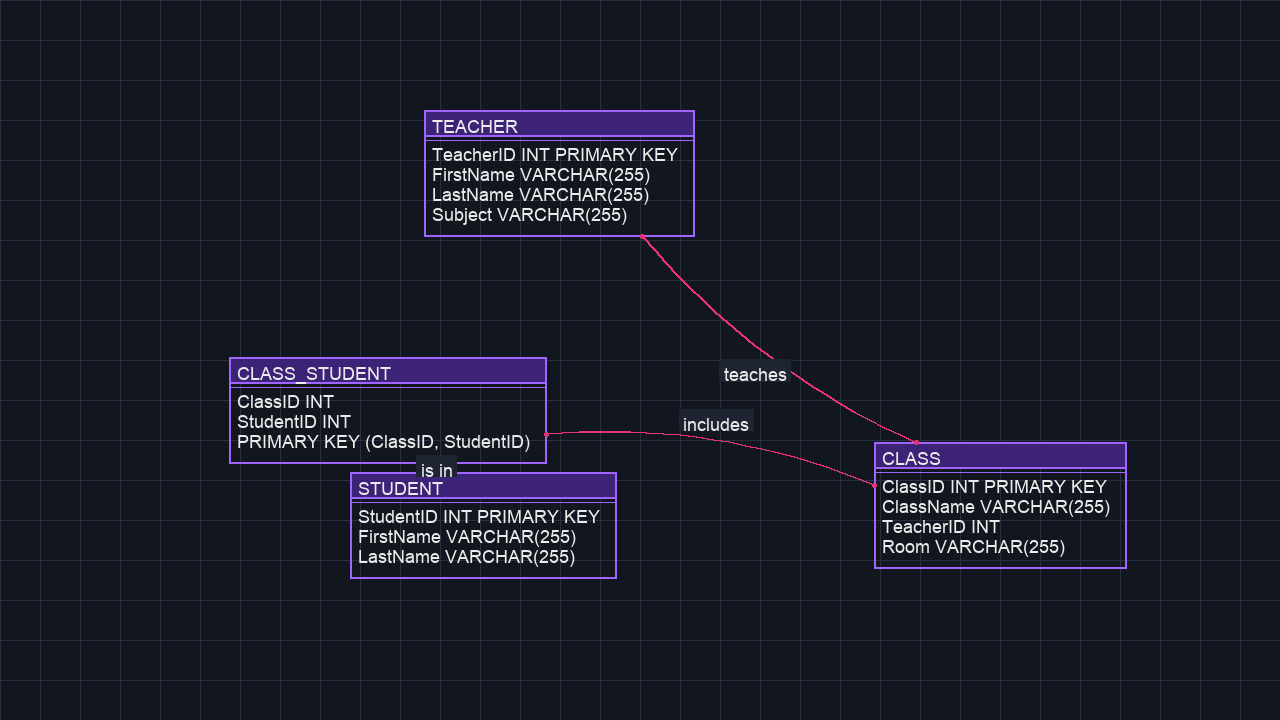 TEACHER
TeacherID INT PRIMARY KEY
FirstName VARCHAR(255)
LastName VARCHAR(255)
Subject VARCHAR(255)
CLASS_STUDENT
ClassID INT
StudentID INT
PRIMARY KEY (ClassID, StudentID)
teaches
includes
is in
STUDENT
StudentID INT PRIMARY KEY
FirstName VARCHAR(255)
LastName VARCHAR(255)
CLASS
ClassID INT PRIMARY KEY
ClassName VARCHAR(255)
TeacherID INT
Room VARCHAR(255)